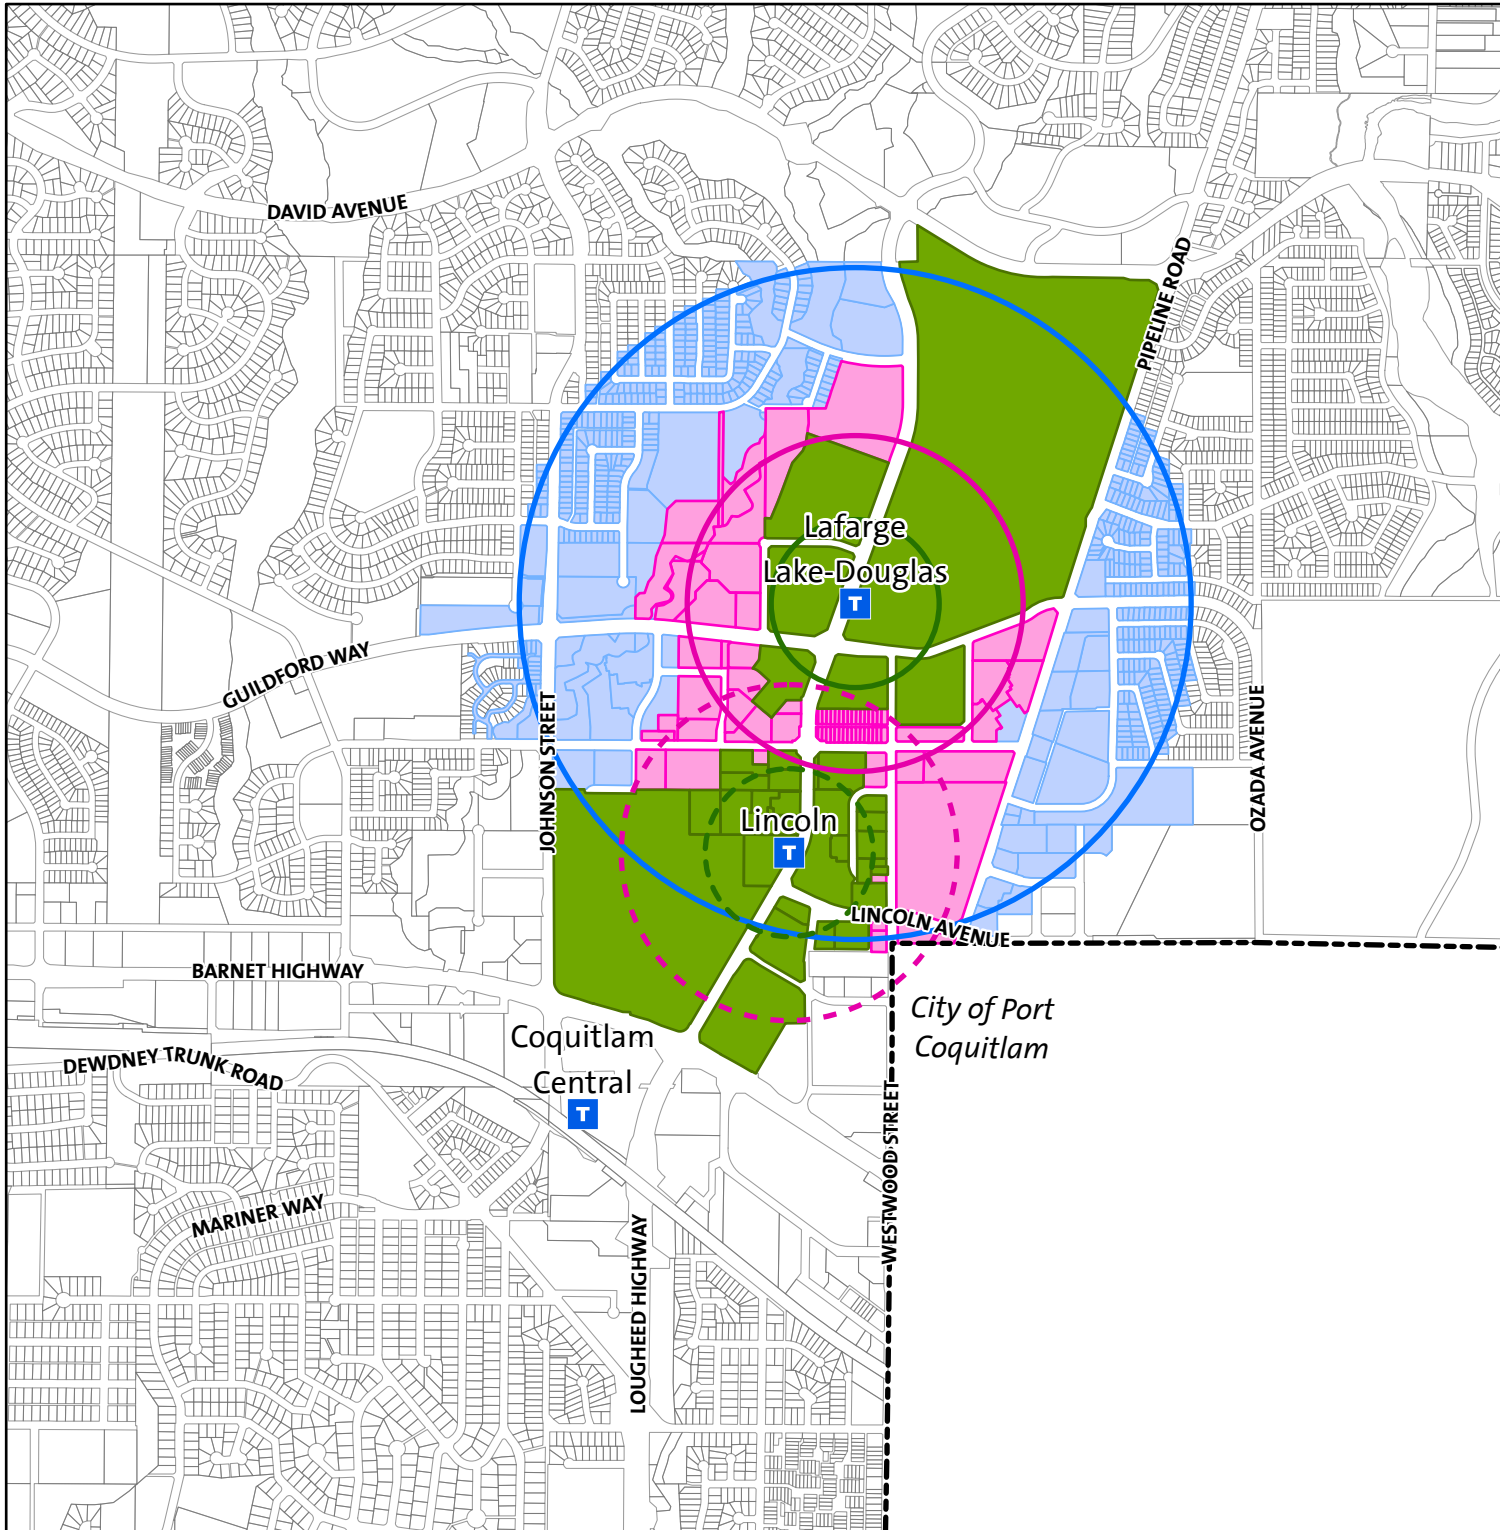 DAVID AVENUE
PIPELINE ROAD
Lafarge
Lake-Douglas
T
GUILDFORD WAY
JOHNSON STREET
OZADA AVENUE
Lincoln
T
LINCOLN AVENUE
BARNET HIGHWAY
City of Port
Coquitlam
Coquitlam
Central
T
DEWDNEY TRUNK ROAD
WESTWOOD STREET
MARINER WAY
LOUGHEED HIGHWAY